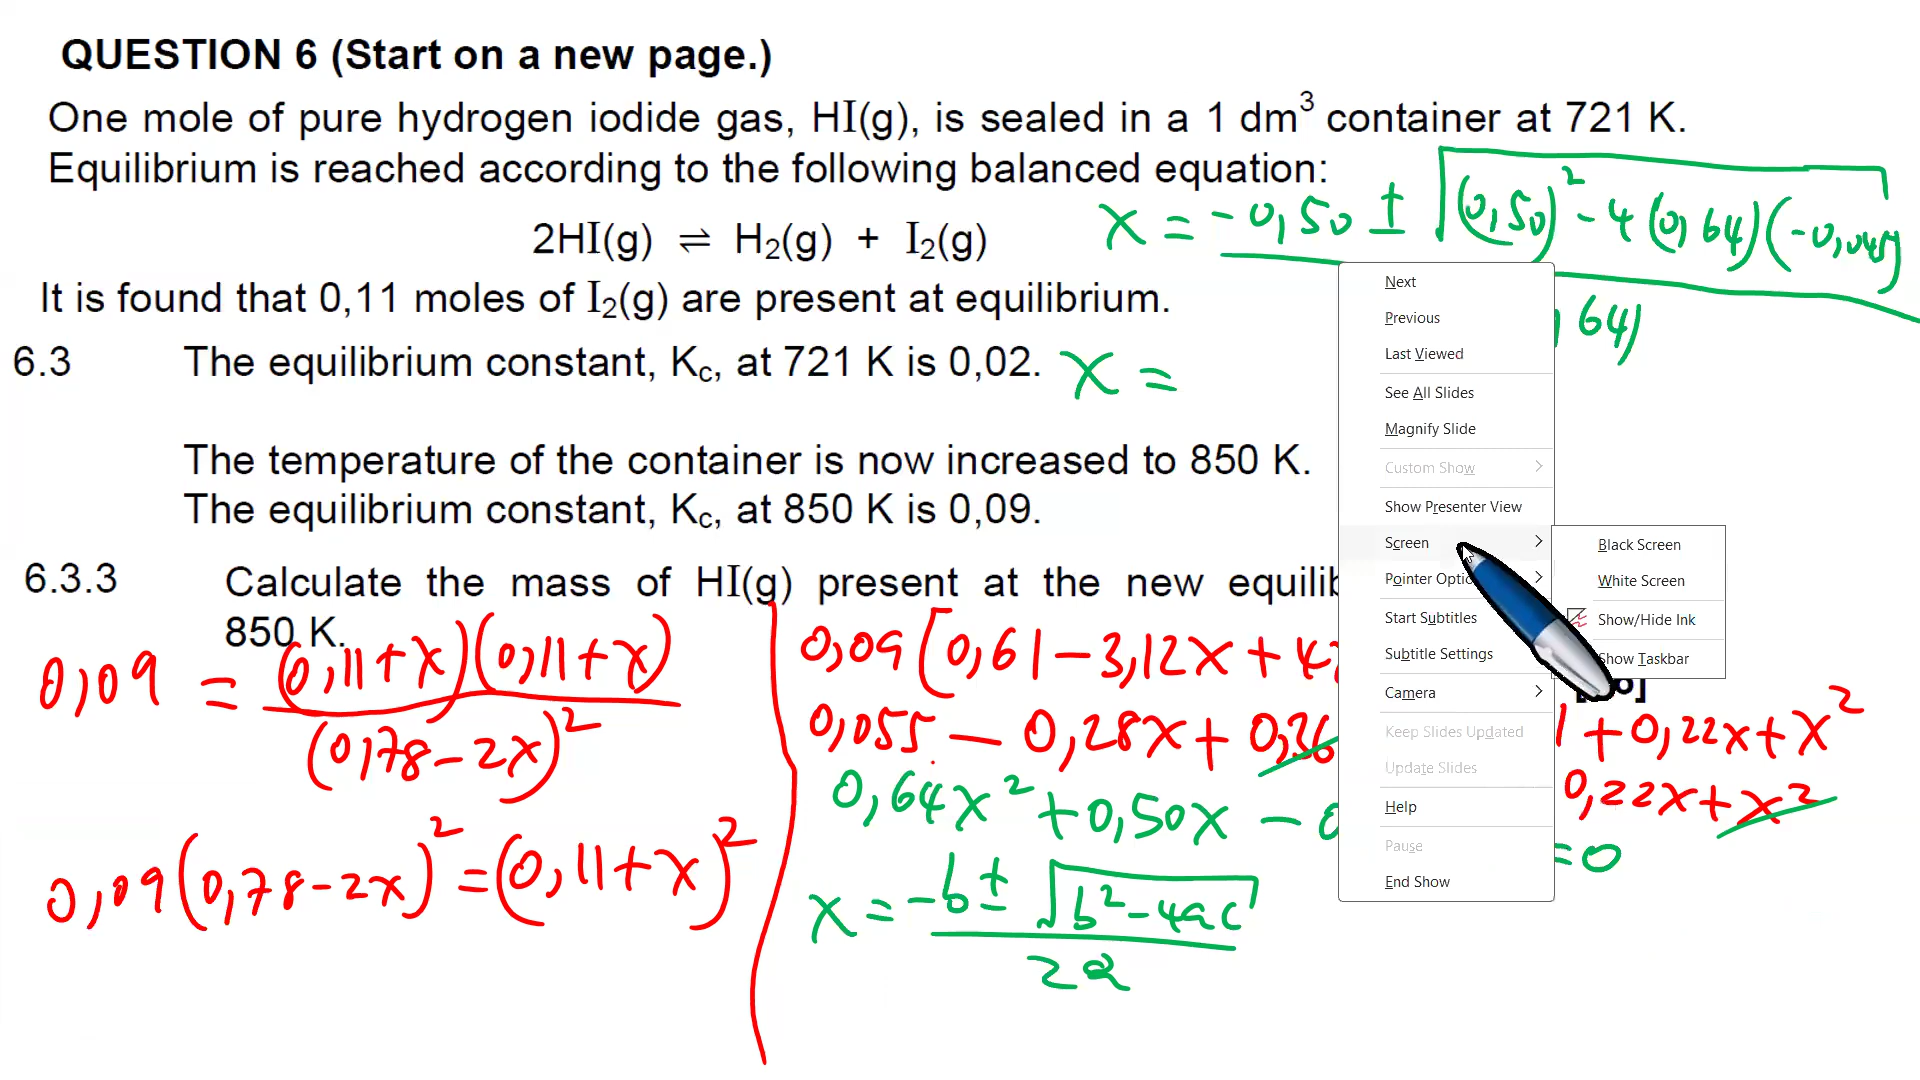 QUESTION 6 (Start on a new page.)
One mole of pure hydrogen iodide gas, HI(g), is sealed in a 1 dm³ container at 721 K.
Equilibrium is reached according to the following balanced equation:
x = -0,50 ± √(0,50)² - 4(0,64)(-0,043)
2HI(g) ⇌ H₂(g) + I₂(g)
It is found that 0,11 moles of I₂(g) are present at equilibrium.
64)
6.3 The equilibrium constant, Kc, at 721 K is 0,02.
x =
The temperature of the container is now increased to 850 K.
The equilibrium constant, Kc, at 850 K is 0,09.
6.3.3 Calculate the mass of HI(g) present at the new
850 K.
0,09 = (0,11+x)(0,11+x)
(0,78-2x)²
0,09(0,78-2x)² = (0,11+x)²
0,09(0,61-3,12x+4
0,055 - 0,28x + 0,36
+0,22x+x²
0,22x+x²
0,64x² + 0,50x - 0
=0
x = -b ± √b²-4ac
2a
Next
Previous
Last Viewed
See All Slides
Magnify Slide
Custom Show
Show Presenter View
Screen
Start Subtitles
Subtitle Settings
Camera
Keep Slides Updated
Update Slides
Help
Pause
End Show
Black Screen
White Screen
Show/Hide Ink
Show Taskbar